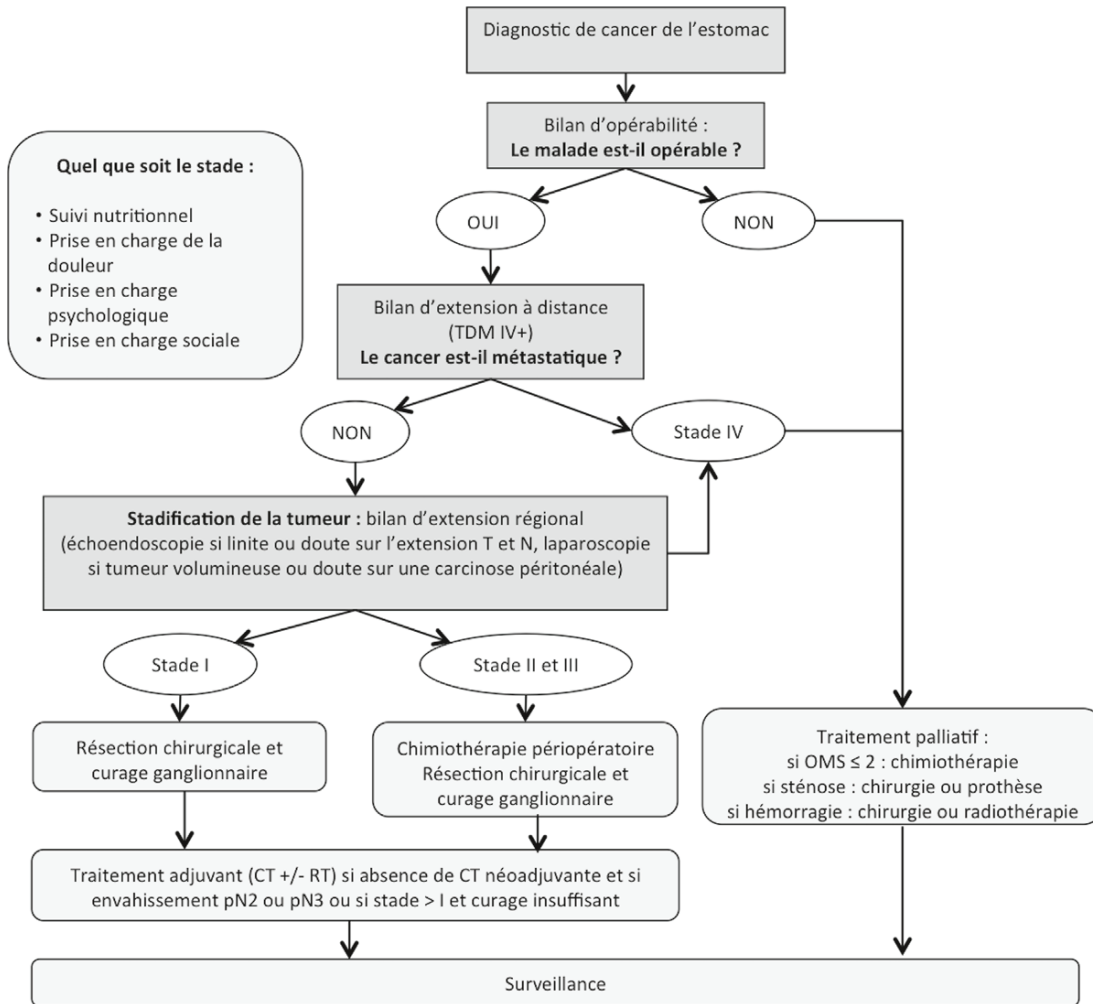 Diagnostic de cancer de l'estomac
Bilan d'opérabilité :
Le malade est-il opérable ?
Quel que soit le stade :
• Suivi nutritionnel
• Prise en charge de la
douleur
• Prise en charge
psychologique
• Prise en charge sociale
OUI
NON
Bilan d'extension à distance
(TDM IV+)
Le cancer est-il métastatique ?
NON
Stade IV
Stadification de la tumeur : bilan d'extension régional
(échoendoscopie si linite ou doute sur l'extension T et N, laparoscopie
si tumeur volumineuse ou doute sur une carcinose péritonéale)
Stade I
Stade II et III
Résection chirurgicale et
curage ganglionnaire
Chimiothérapie périopératoire
Résection chirurgicale et
curage ganglionnaire
Traitement palliatif :
si OMS ≤ 2 : chimiothérapie
si sténose : chirurgie ou prothèse
si hémorragie : chirurgie ou radiothérapie
Traitement adjuvant (CT +/- RT) si absence de CT néoadjuvante et si
envahissement pN2 ou pN3 ou si stade > I et curage insuffisant
Surveillance